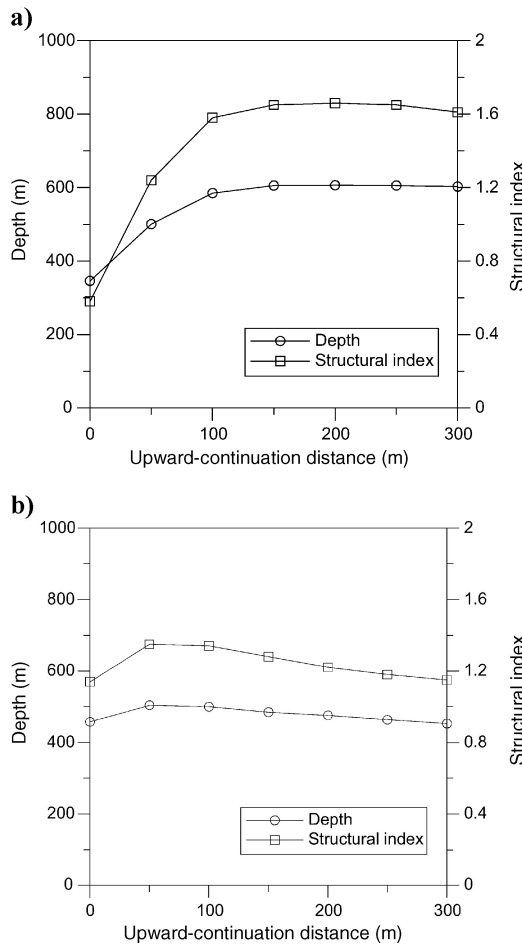 a)
1000
800
600
400
200
0
Depth (m)
2
1.6
1.2
0.8
0.4
0
Structural index
Depth
Structural index
0
100
200
300
Upward-continuation distance (m)
b)
1000
800
600
400
200
0
Depth (m)
2
1.6
1.2
0.8
0.4
0
Structural index
Depth
Structural index
0
100
200
300
Upward-continuation distance (m)